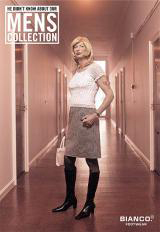 HE DIDN'T KNOW ABOUT OUR
MENS
COLLECTION
BIANCO.
FOOTWEAR